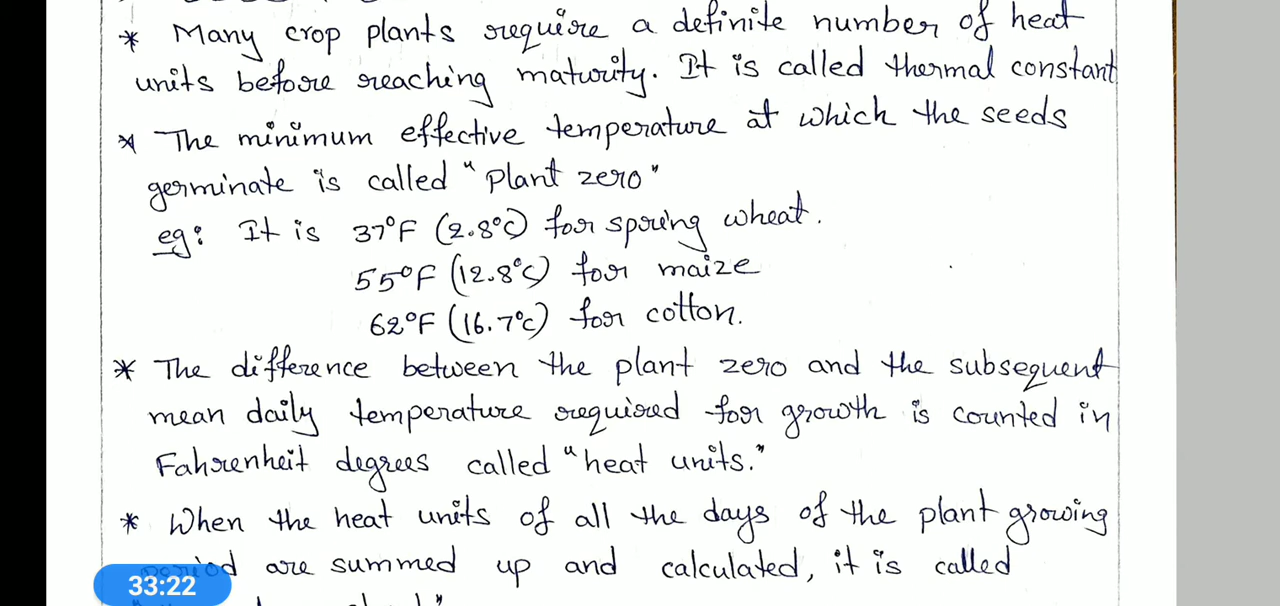 * Many crop plants require a definite number of heat
units before reaching maturity. It is called thermal constant
* The minimum effective temperature at which the seeds
germinate is called "plant zero"
eg: It is 37°F (2.8°C) for spring wheat.
55°F (12.8°C) for maize
62°F (16.7°C) for cotton.
* The difference between the plant zero and the subsequent
mean daily temperature required for growth is counted in
Fahrenheit degrees called "heat units."
* When the heat units of all the days of the plant growing
period are summed up and calculated, it is called
33:22